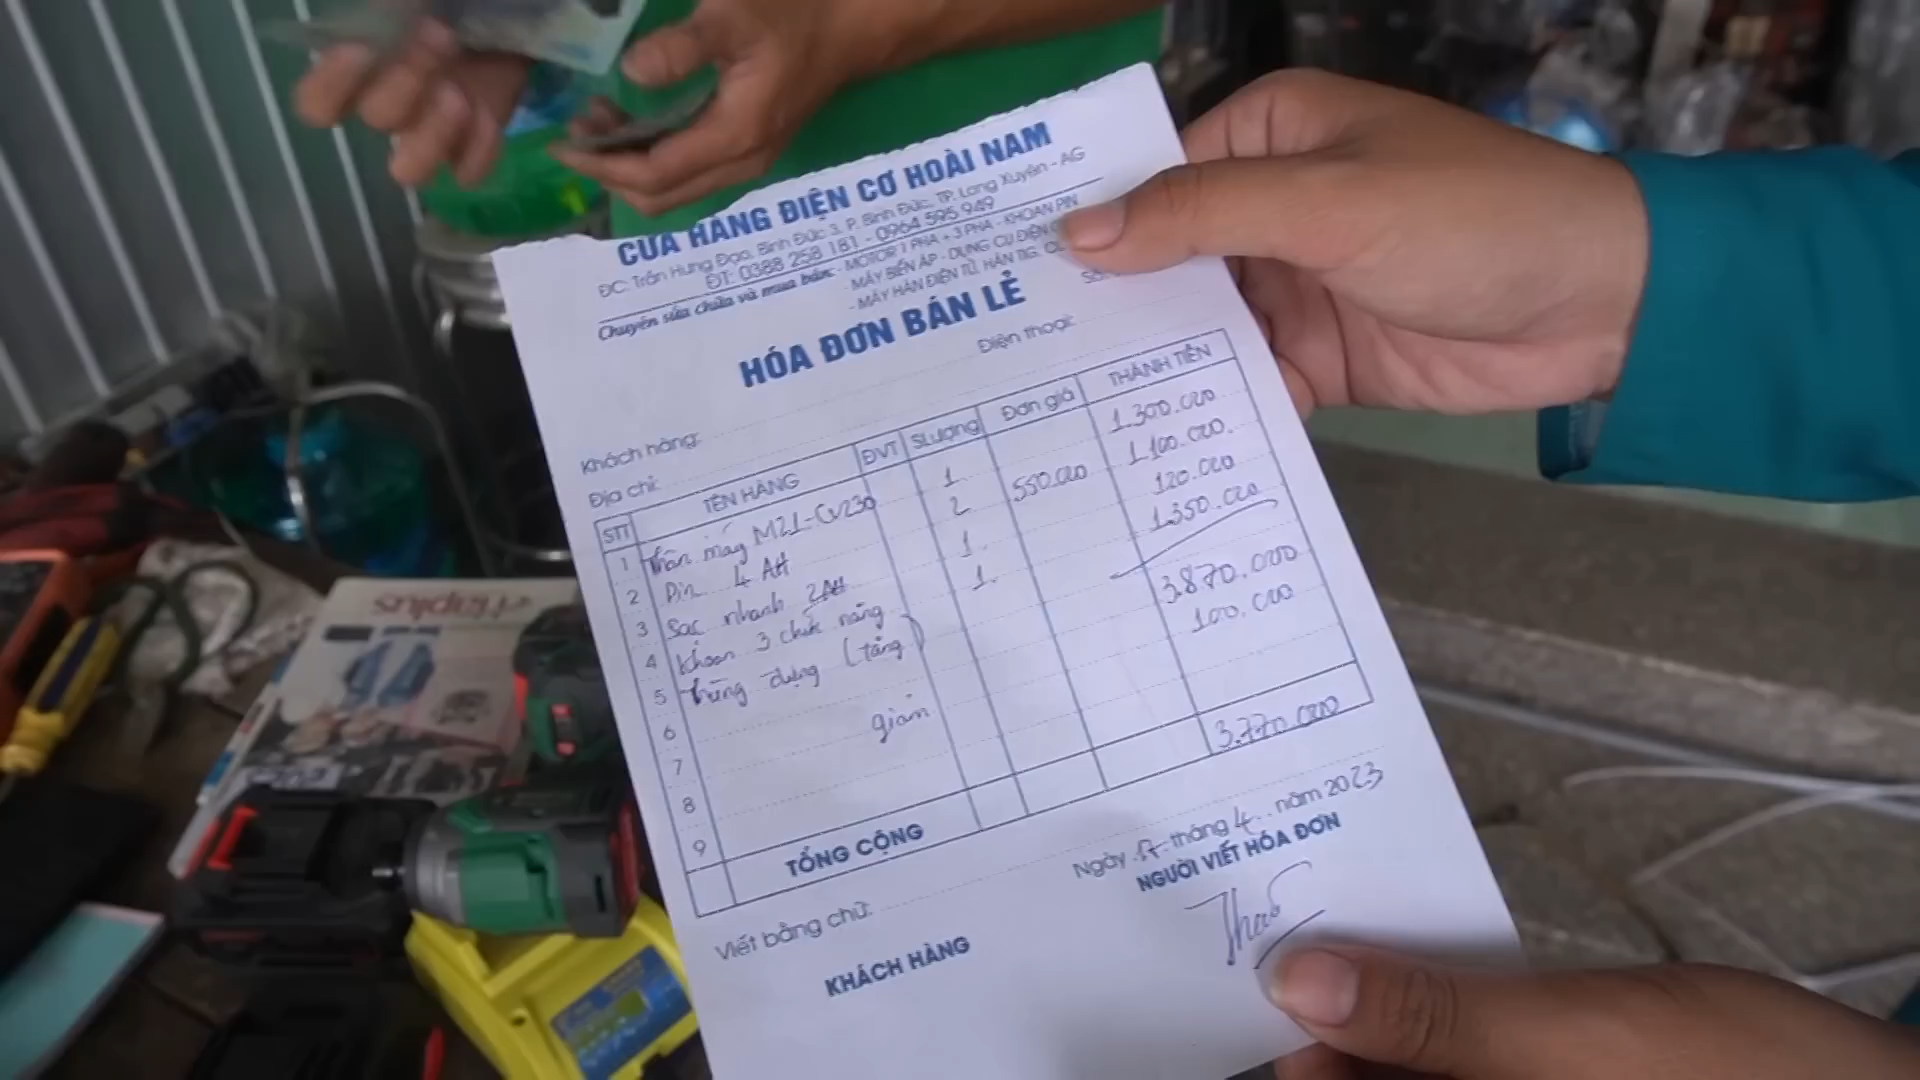 CỬA HÀNG ĐIỆN CƠ HOÀI NAM
ĐC: Trần Hưng Đạo, Bình Đức 3, P. Bình Đức, TP. Long Xuyên - AG
ĐT: 0388 258 181 - 0964 595 949
Chuyên sửa chữa và mua bán: - MOTOR 1 PHA + 3 PHA - KHOAN PIN
- MÁY BIẾN ÁP - DỤNG CỤ ĐIỆN
- MÁY HÀN ĐIỆN TỬ, HÀN TIG,
HÓA ĐƠN BÁN LẺ
Khách hàng: Điện thoại:
Địa chỉ:
STT TÊN HÀNG ĐVT SLượng Đơn giá THÀNH TIỀN
1 Thân máy M21-CV230 1 1.300.000
2 Pin 4 AH 2 550.000 1.100.000.
3 Sạc nhanh 2AH 1. 120.000
4 Khoan 3 chức năng 1. 1.350.000
5 Thùng đựng (tặng)
6 3.870.000
7 giảm 100.000
8
9
TỔNG CỘNG 3.770.000
Viết bằng chữ:
Ngày 17 tháng 4 năm 2023
KHÁCH HÀNG NGƯỜI VIẾT HÓA ĐƠN
Thao